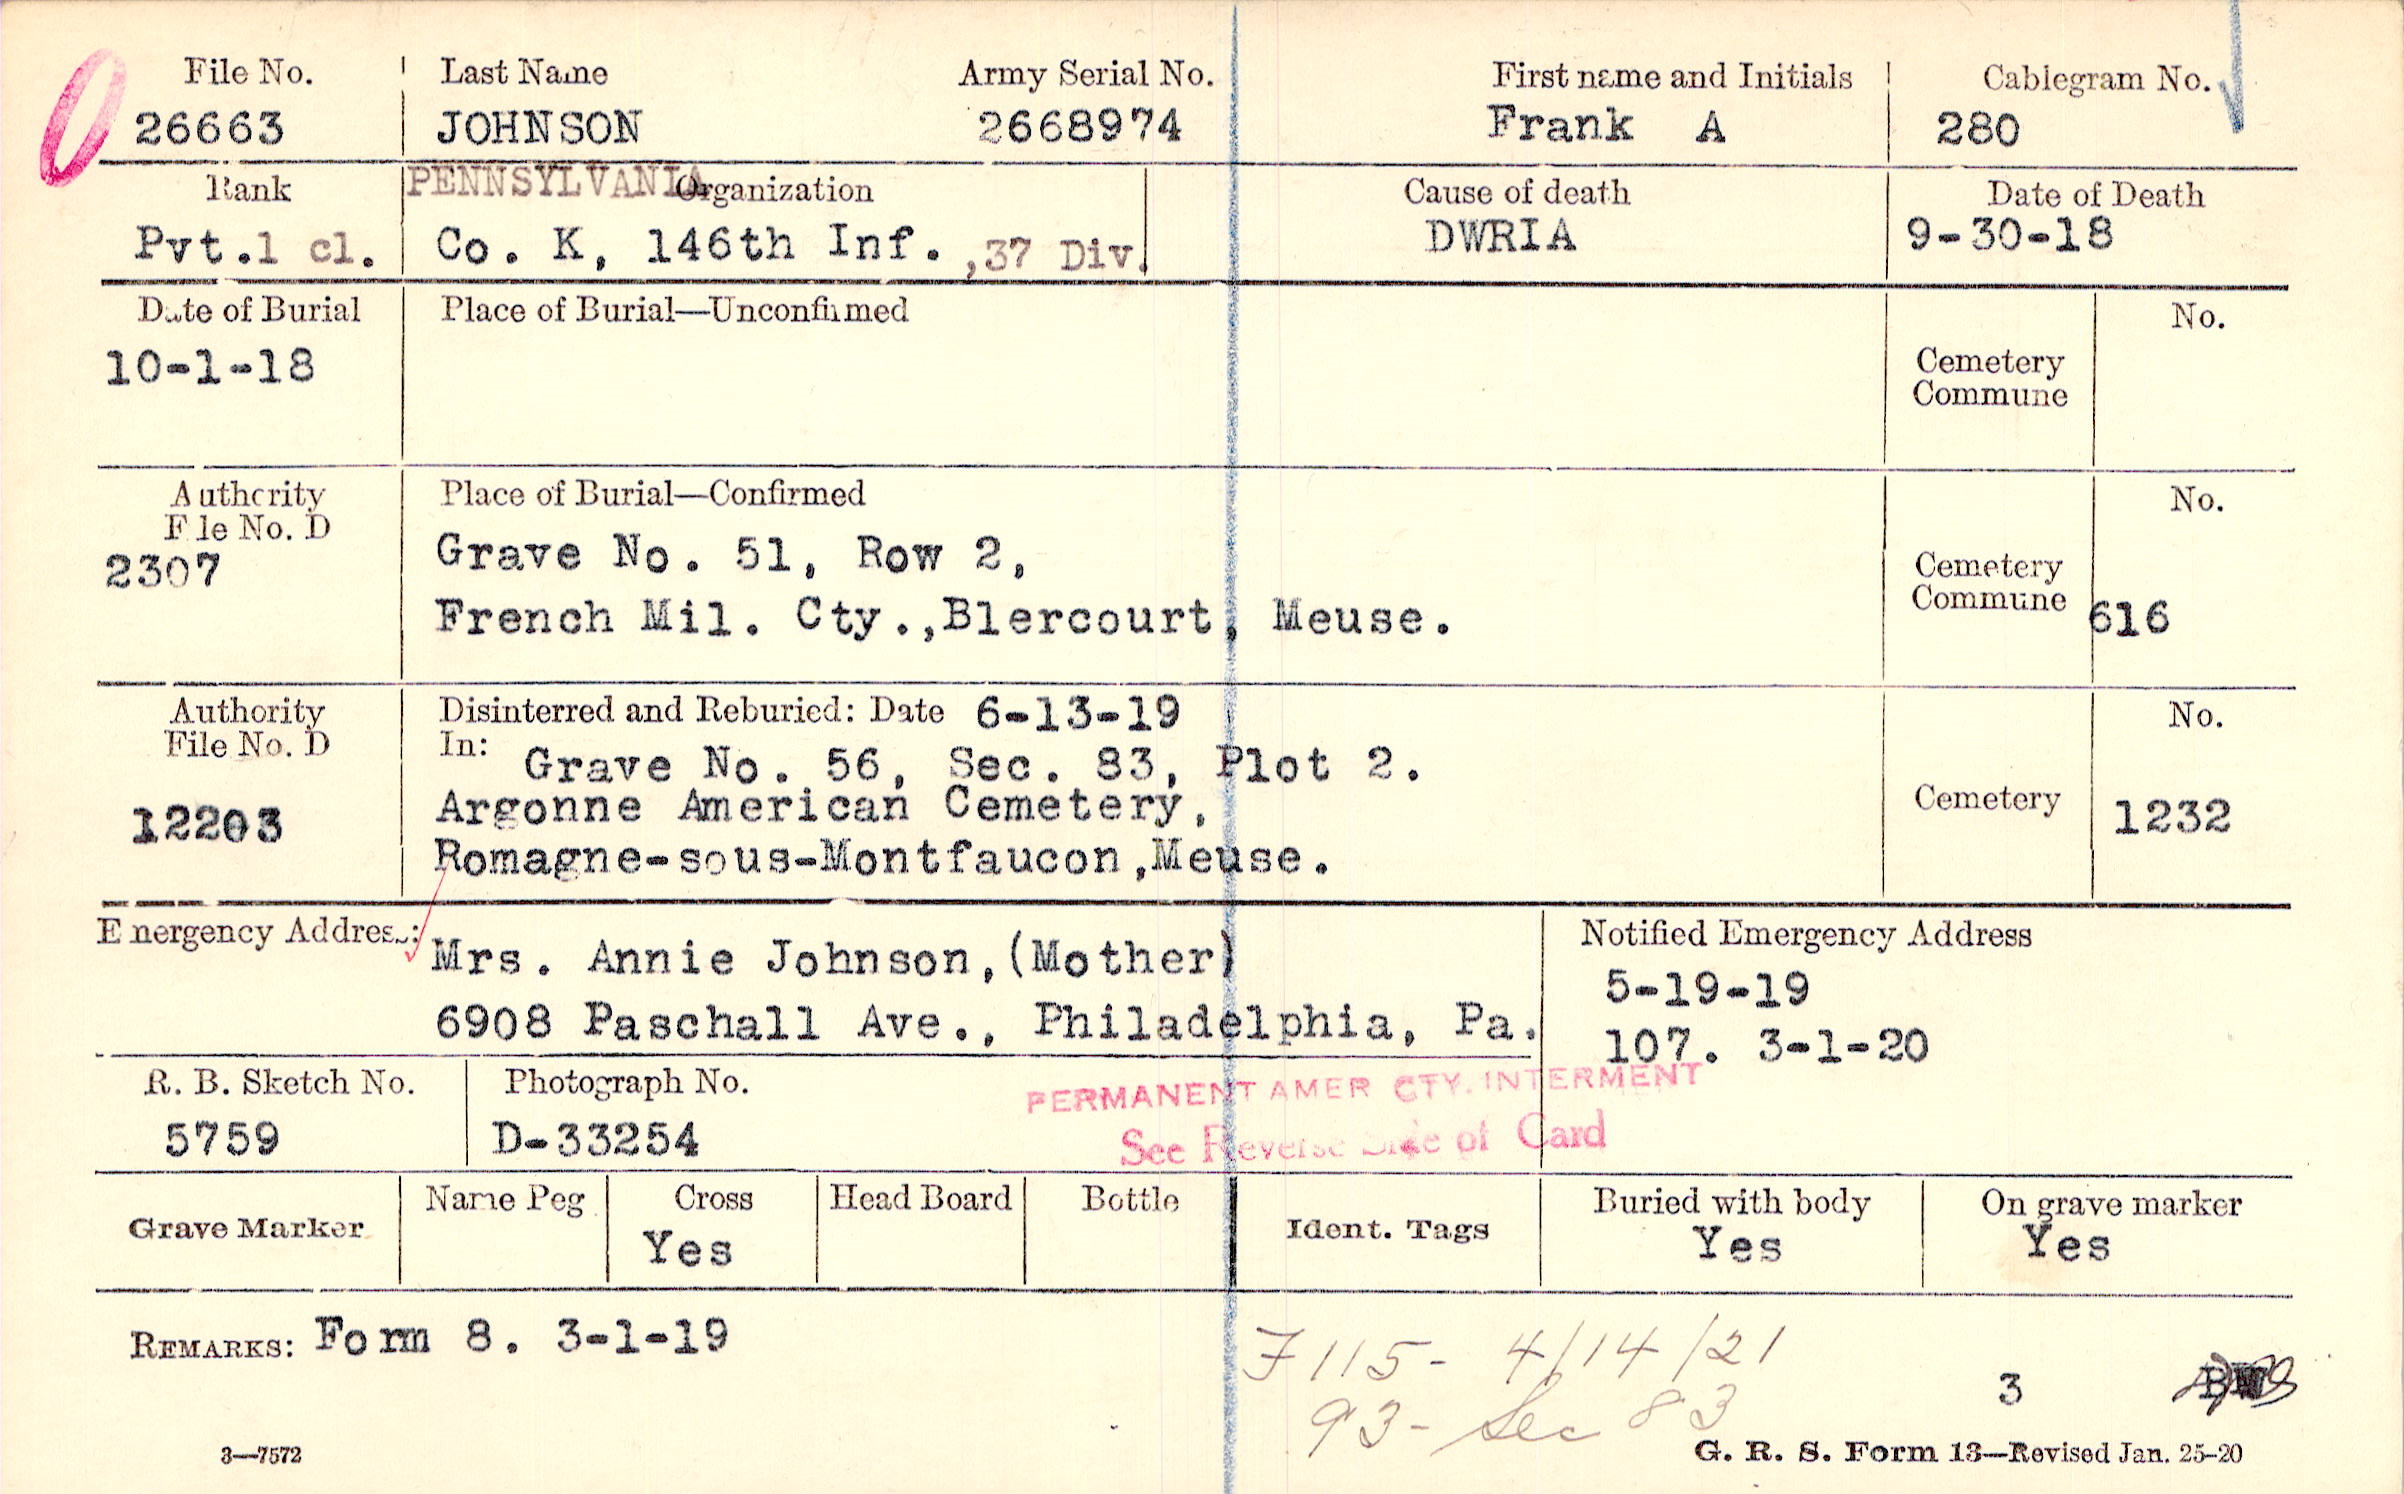 File No. Last Name Army Serial No. First name and Initials Cablegram No.
26663 JOHNSON 2668974 Frank A 280
Rank PENNSYLVANIA Organization Cause of death Date of Death
Pvt.1 cl. Co. K, 146th Inf. ,37 Div. DWRIA 9-30-18
Date of Burial Place of Burial—Unconfirmed No.
10-1-18
Cemetery
Commune
Authority Place of Burial—Confirmed No.
File No. D
2307 Grave No. 51, Row 2,
French Mil. Cty.,Blercourt, Meuse.
Cemetery
Commune 616
Authority Disinterred and Reburied: Date 6-13-19 No.
File No. D In: Grave No. 56, Sec. 83, Plot 2.
12203 Argonne American Cemetery, Cemetery 1232
Romagne-sous-Montfaucon,Meuse.
Emergency Address: Mrs. Annie Johnson,(Mother)
6908 Paschall Ave., Philadelphia, Pa.
Notified Emergency Address
5-19-19
107. 3-1-20
R. B. Sketch No. Photograph No.
5759 D-33254
PERMANENT AMER CTY. INTERMENT
See Reverse Side of Card
Grave Marker Name Peg Cross Head Board Bottle Ident. Tags Buried with body On grave marker
Yes Yes Yes
REMARKS: Form 8. 3-1-19
F115- 4/14/21
93- Sec 83
3
3—7572 G. R. S. Form 13—Revised Jan. 25-20